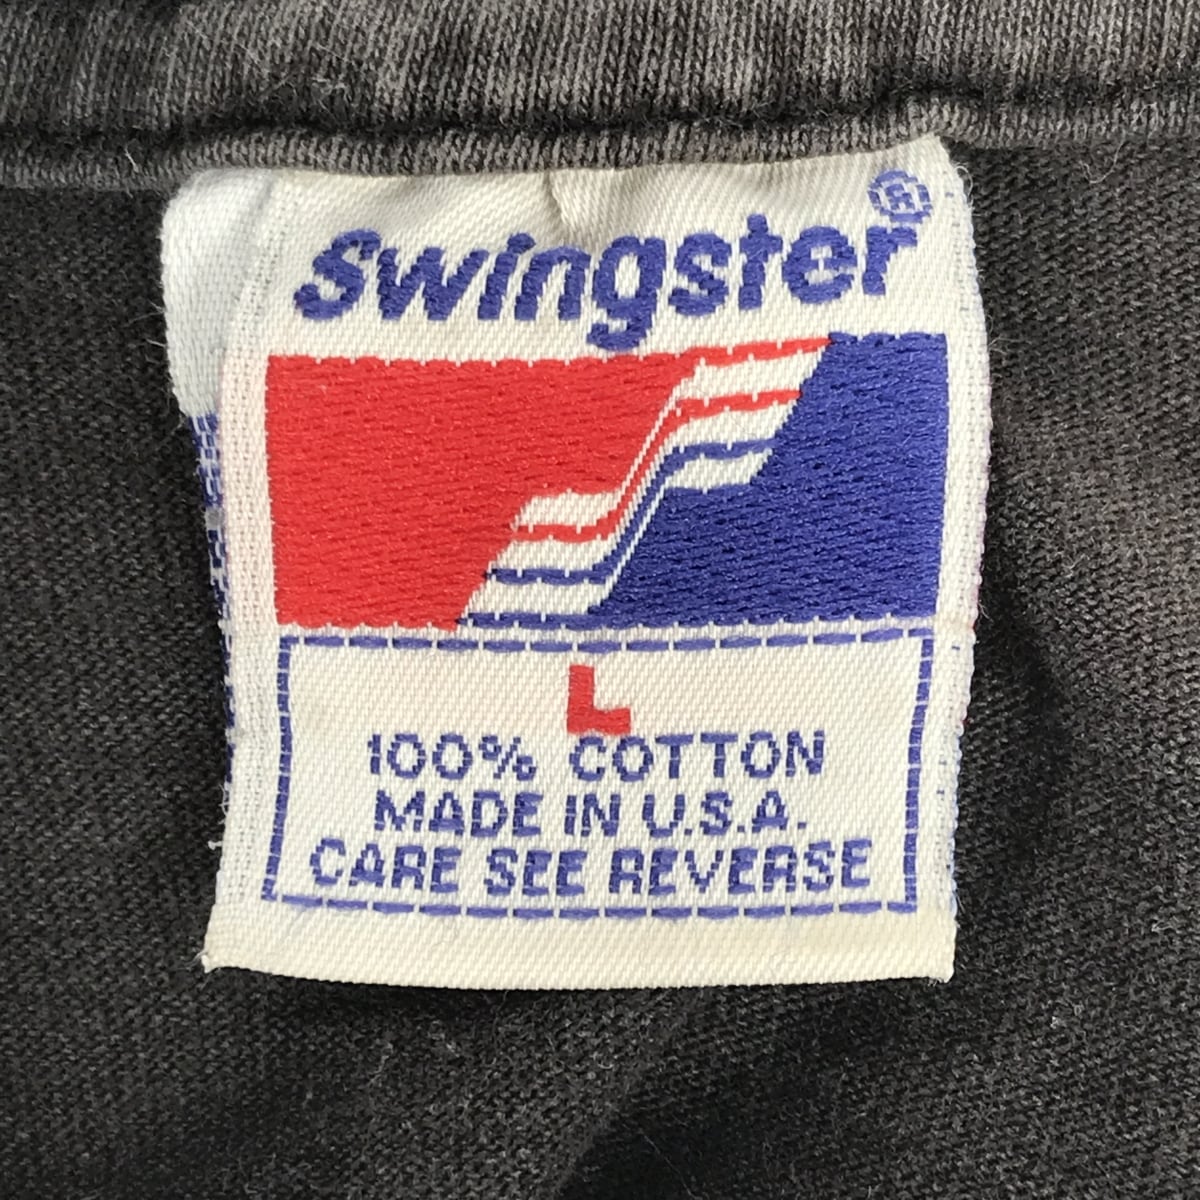 Swingster®
L
100% COTTON
MADE IN U.S.A.
CARE SEE REVERSE